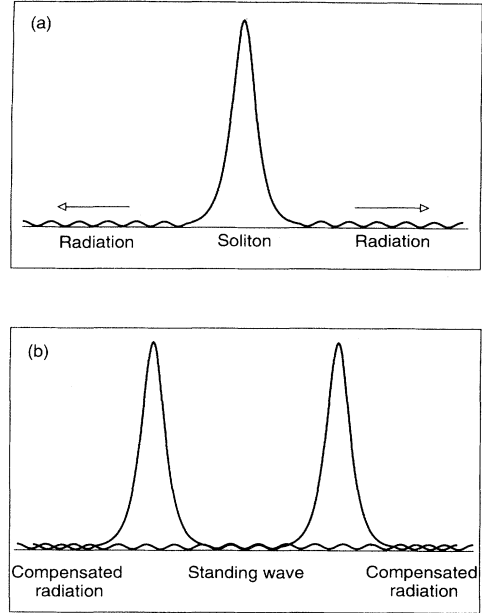 (a)
Radiation
Soliton
Radiation
(b)
Compensated
radiation
Standing wave
Compensated
radiation